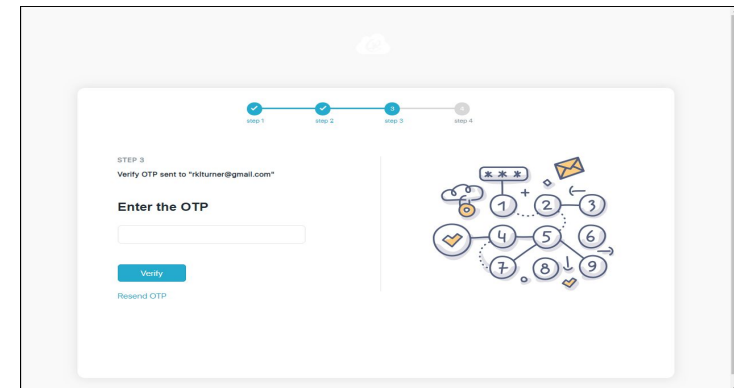 3
4
step 1
step 2
step 3
step 4
STEP 3
Verify OTP sent to "rklturner@gmail.com"
Enter the OTP
Verify
Resend OTP
* * *
1 2 3
4 5 6
7 8 9